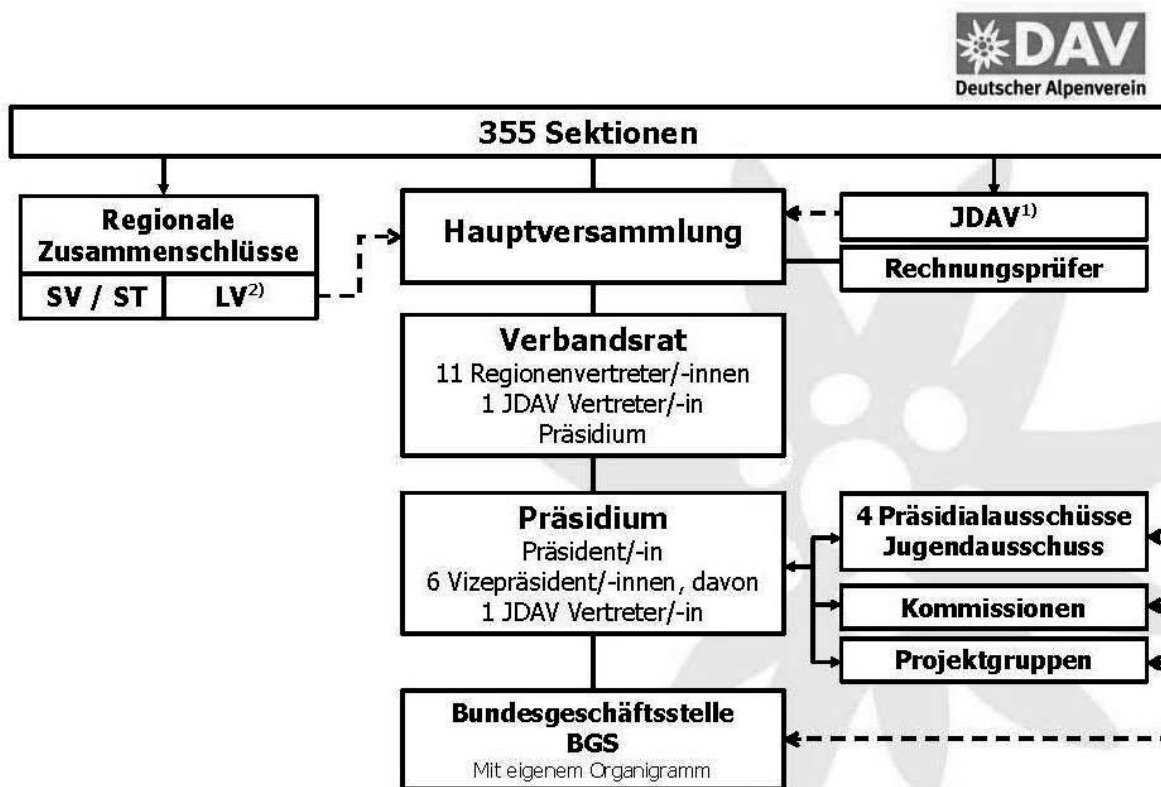 DAV
Deutscher Alpenverein
355 Sektionen
Regionale
Zusammenschlüsse
SV / ST
LV2)
Hauptversammlung
JDAV1)
Rechnungsprüfer
Verbandsrat
11 Regionenvertreter/-innen
1 JDAV Vertreter/-in
Präsidium
Präsidium
Präsident/-in
6 Vizepräsident/-innen, davon
1 JDAV Vertreter/-in
4 Präsidialausschüsse
Jugendausschuss
Kommissionen
Projektgruppen
Bundesgeschäftsstelle
BGS
Mit eigenem Organigramm